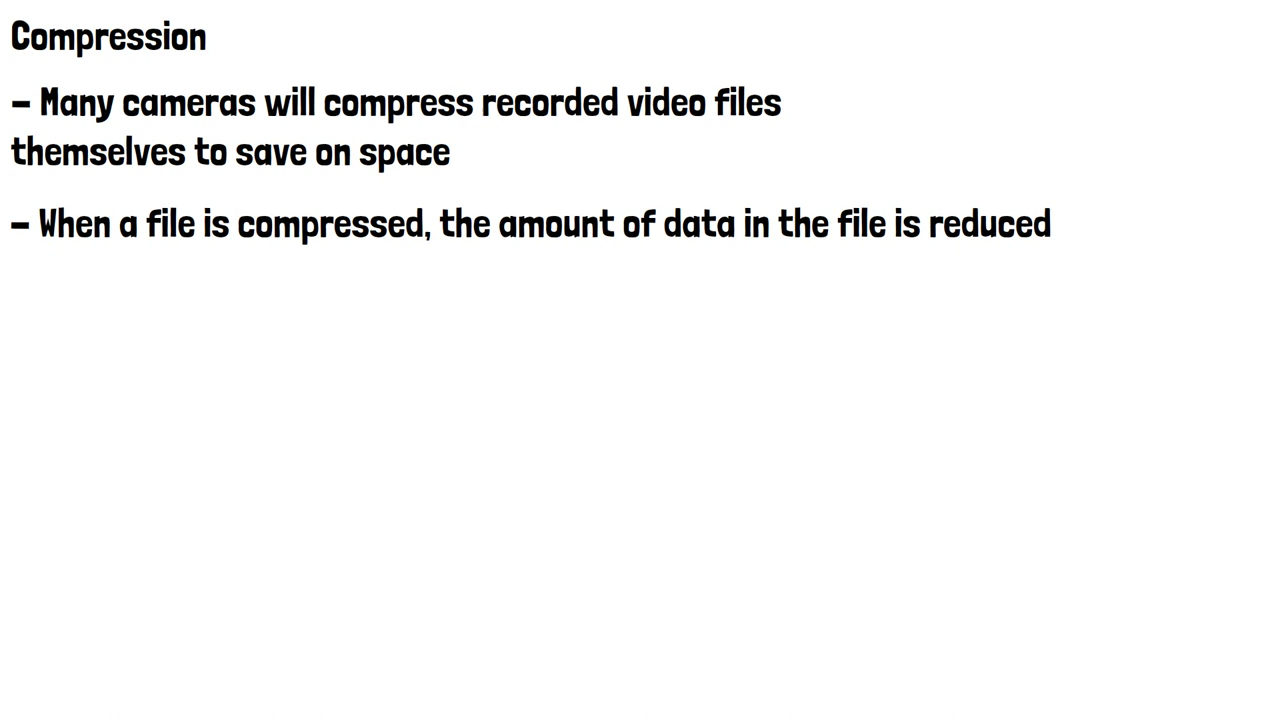 Compression
- Many cameras will compress recorded video files
themselves to save on space
- When a file is compressed, the amount of data in the file is reduced